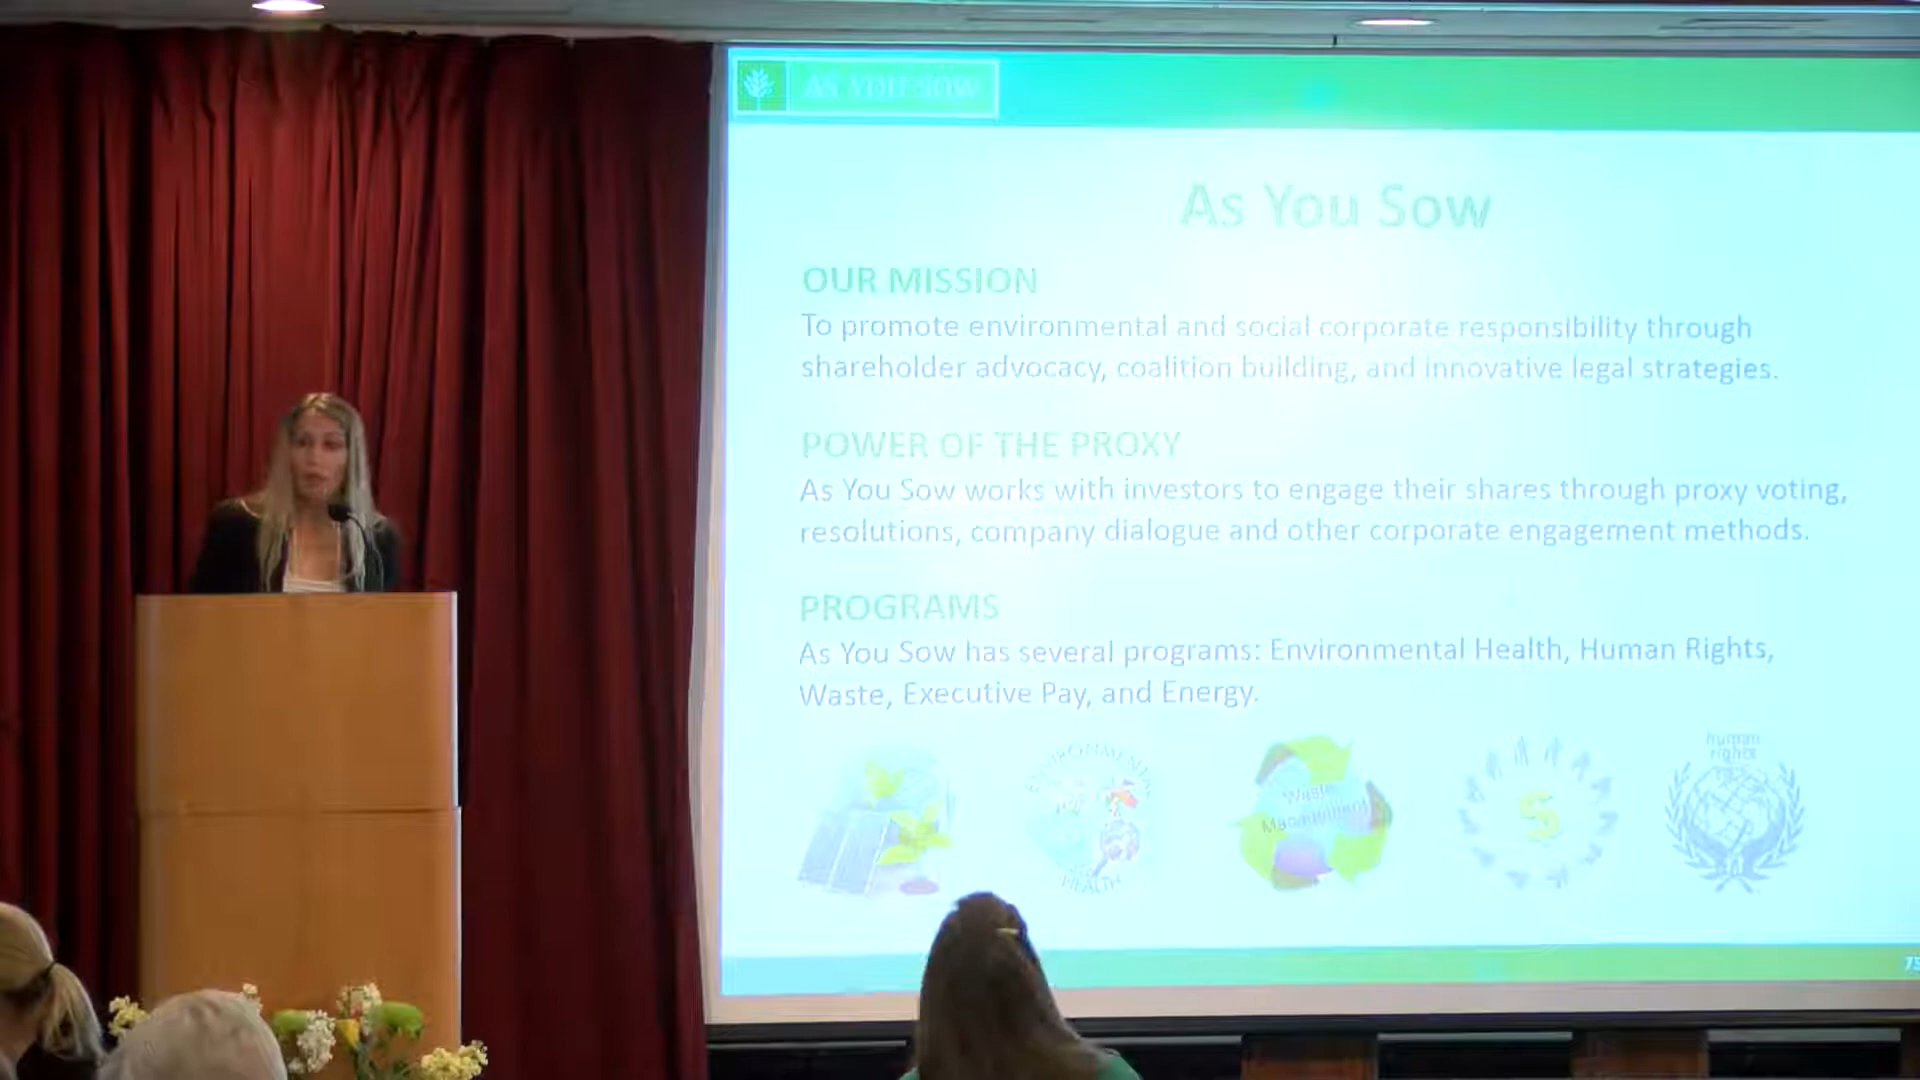 AS YOU SOW
As You Sow
OUR MISSION
To promote environmental and social corporate responsibility through
shareholder advocacy, coalition building, and innovative legal strategies.
POWER OF THE PROXY
As You Sow works with investors to engage their shares through proxy voting,
resolutions, company dialogue and other corporate engagement methods.
PROGRAMS
As You Sow has several programs: Environmental Health, Human Rights,
Waste, Executive Pay, and Energy.
ENVIRONMENTAL
HEALTH
Waste
Management
$
human
rights